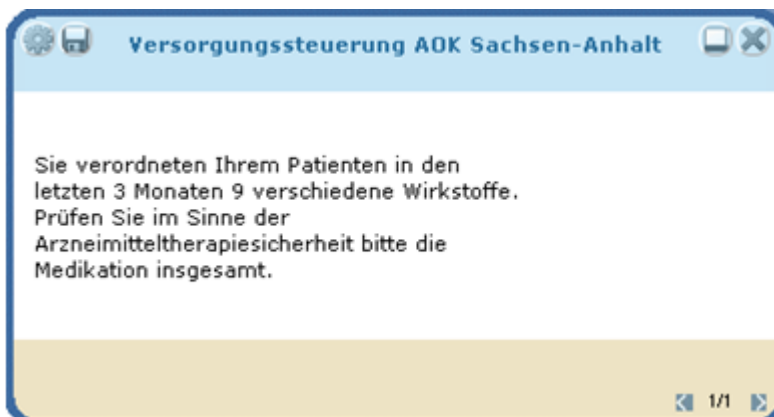 Versorgungssteuerung AOK Sachsen-Anhalt
Sie verordneten Ihrem Patienten in den
letzten 3 Monaten 9 verschiedene Wirkstoffe.
Prüfen Sie im Sinne der
Arzneimitteltherapiesicherheit bitte die
Medikation insgesamt.
1/1